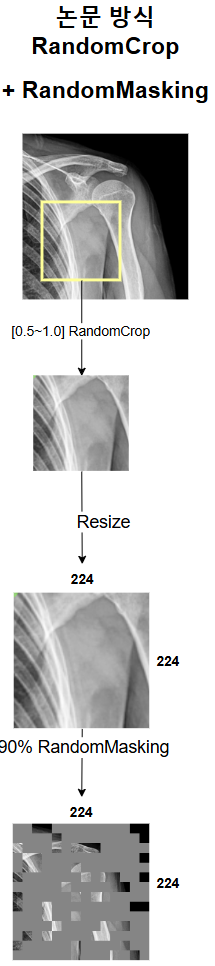 논문 방식
RandomCrop
+ RandomMasking
[0.5~1.0] RandomCrop
Resize
224
224
90% RandomMasking
224
224